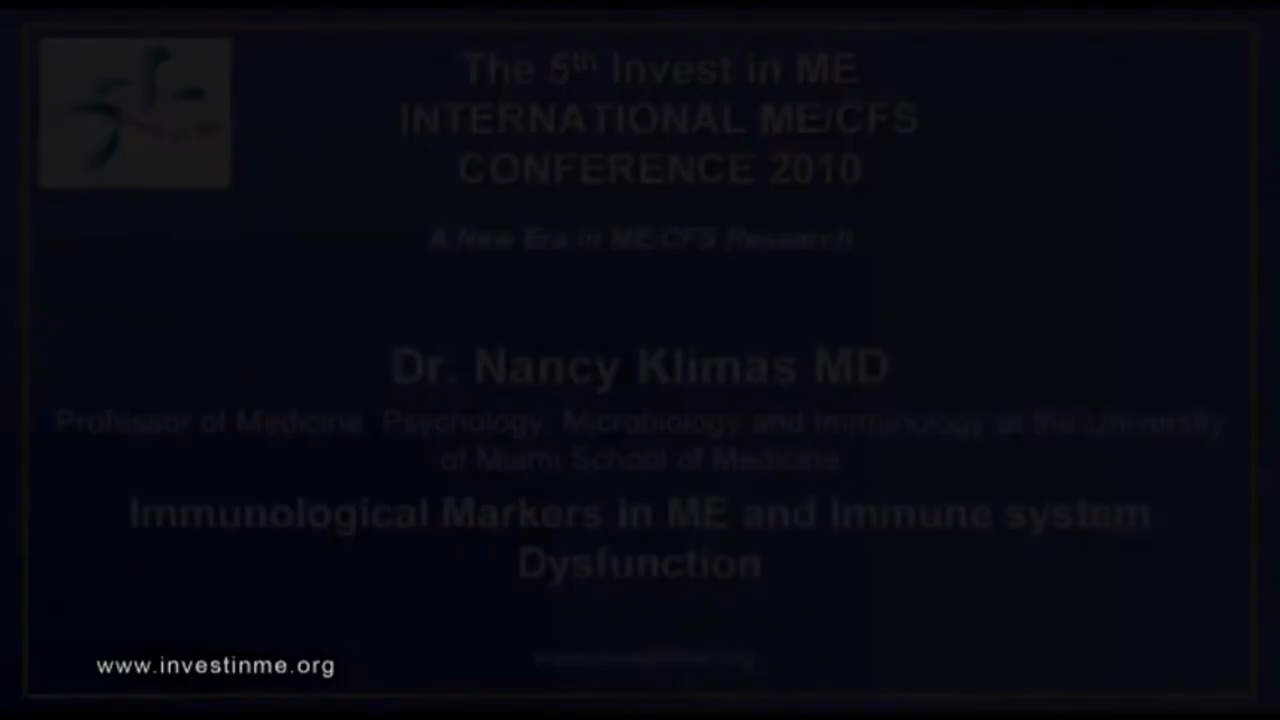 The 5th Invest in ME
INTERNATIONAL ME/CFS
CONFERENCE 2010
A New Era in ME/CFS Research
Dr. Nancy Klimas MD
Professor of Medicine, Psychology, Microbiology and Immunology at the University
of Miami School of Medicine
Immunological Markers in ME and Immune system
Dysfunction
www.investinme.org